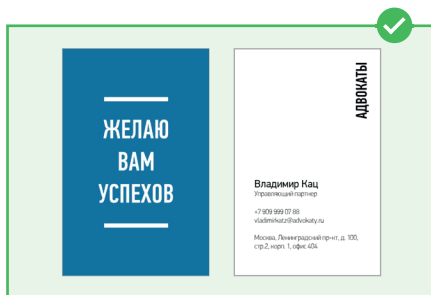 ЖЕЛАЮ
ВАМ
УСПЕХОВ
АДВОКАТЫ
Владимир Кац
Управляющий партнер
+7 909 999 07 88
vladimirkatz@advokaty.ru
Москва, Ленинградский пр-кт, д. 100,
стр.2, корп. 1, офис 404